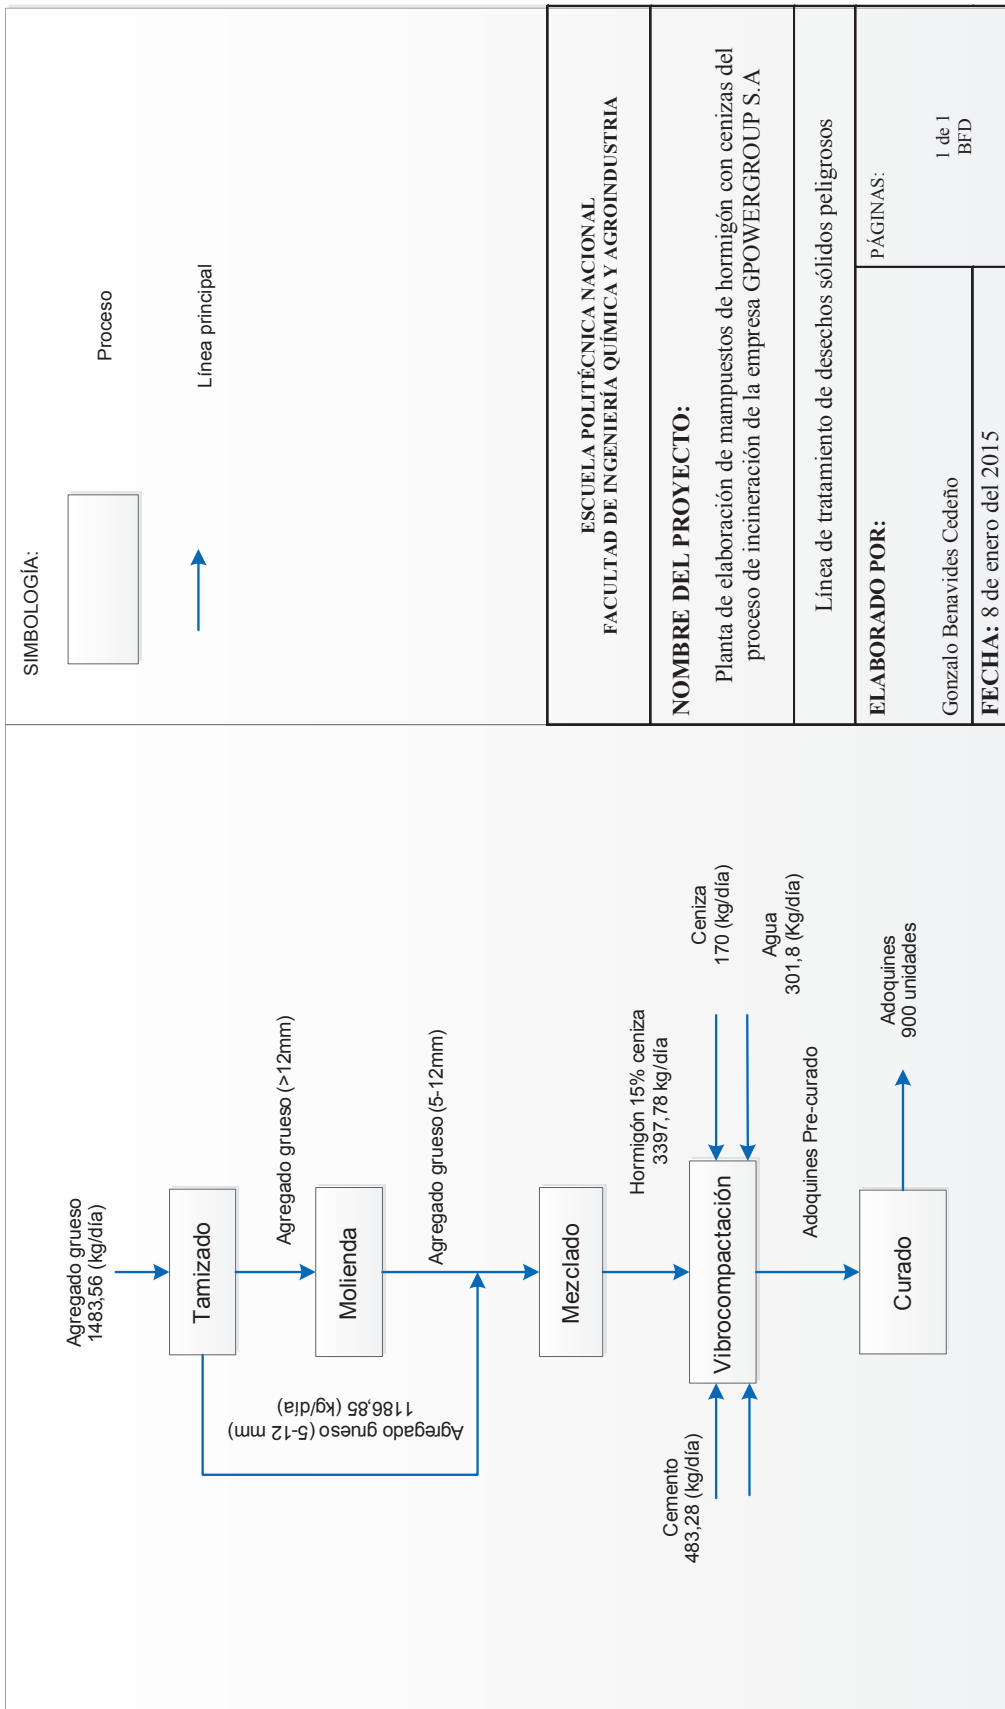 Agregado grueso
1483,56 (kg/día)
Tamizado
Agregado grueso (>12mm)
Molienda
Agregado grueso (5-12 mm)
1186,85 (kg/día)
Agregado grueso (5-12mm)
Mezclado
Hormigón 15% ceniza
3397,78 kg/día
Cemento
483,28 (kg/día)
Vibrocompactación
Ceniza
170 (kg/día)
Agua
301,8 (Kg/día)
Adoquines Pre-curado
Curado
Adoquines
900 unidades
SIMBOLOGÍA:
Proceso
Línea principal
ESCUELA POLITÉCNICA NACIONAL
FACULTAD DE INGENIERÍA QUÍMICA Y AGROINDUSTRIA
NOMBRE DEL PROYECTO:
Planta de elaboración de mampuestos de hormigón con cenizas del
proceso de incineración de la empresa GPOWERGROUP S.A
Línea de tratamiento de desechos sólidos peligrosos
ELABORADO POR:
Gonzalo Benavides Cedeño
PÁGINAS:
1 de 1
BFD
FECHA: 8 de enero del 2015